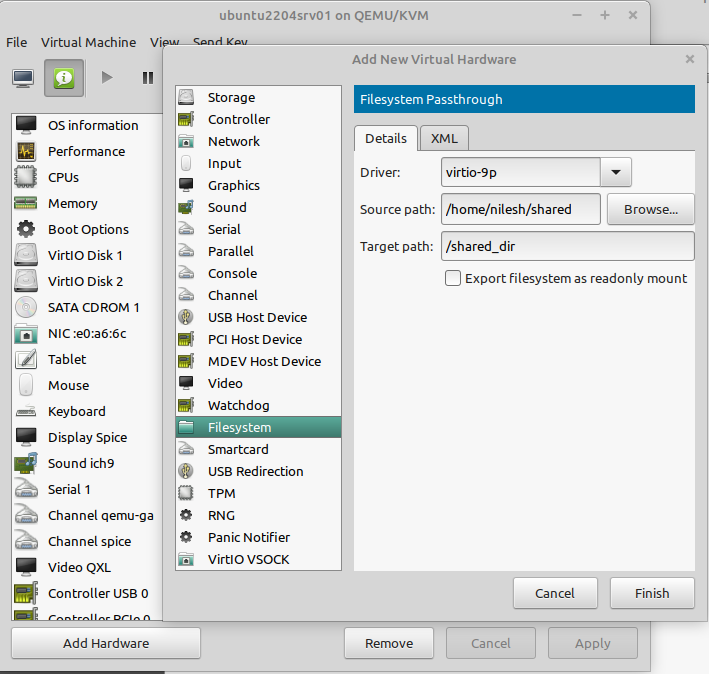 ubuntu2204srv01 on QEMU/KVM
File Virtual Machine View Send Key
OS information
Performance
CPUs
Memory
Boot Options
VirtIO Disk 1
VirtIO Disk 2
SATA CDROM 1
NIC :e0:a6:6c
Tablet
Mouse
Keyboard
Display Spice
Sound ich9
Serial 1
Channel qemu-ga
Channel spice
Video QXL
Controller USB 0
Controller PCIe 0
Add Hardware
Remove
Cancel
Apply
Add New Virtual Hardware
Storage
Controller
Network
Input
Graphics
Sound
Serial
Parallel
Console
Channel
USB Host Device
PCI Host Device
MDEV Host Device
Video
Watchdog
Filesystem
Smartcard
USB Redirection
TPM
RNG
Panic Notifier
VirtIO VSOCK
Filesystem Passthrough
Details XML
Driver: virtio-9p
Source path: /home/nilesh/shared Browse...
Target path: /shared_dir
Export filesystem as readonly mount
Cancel Finish